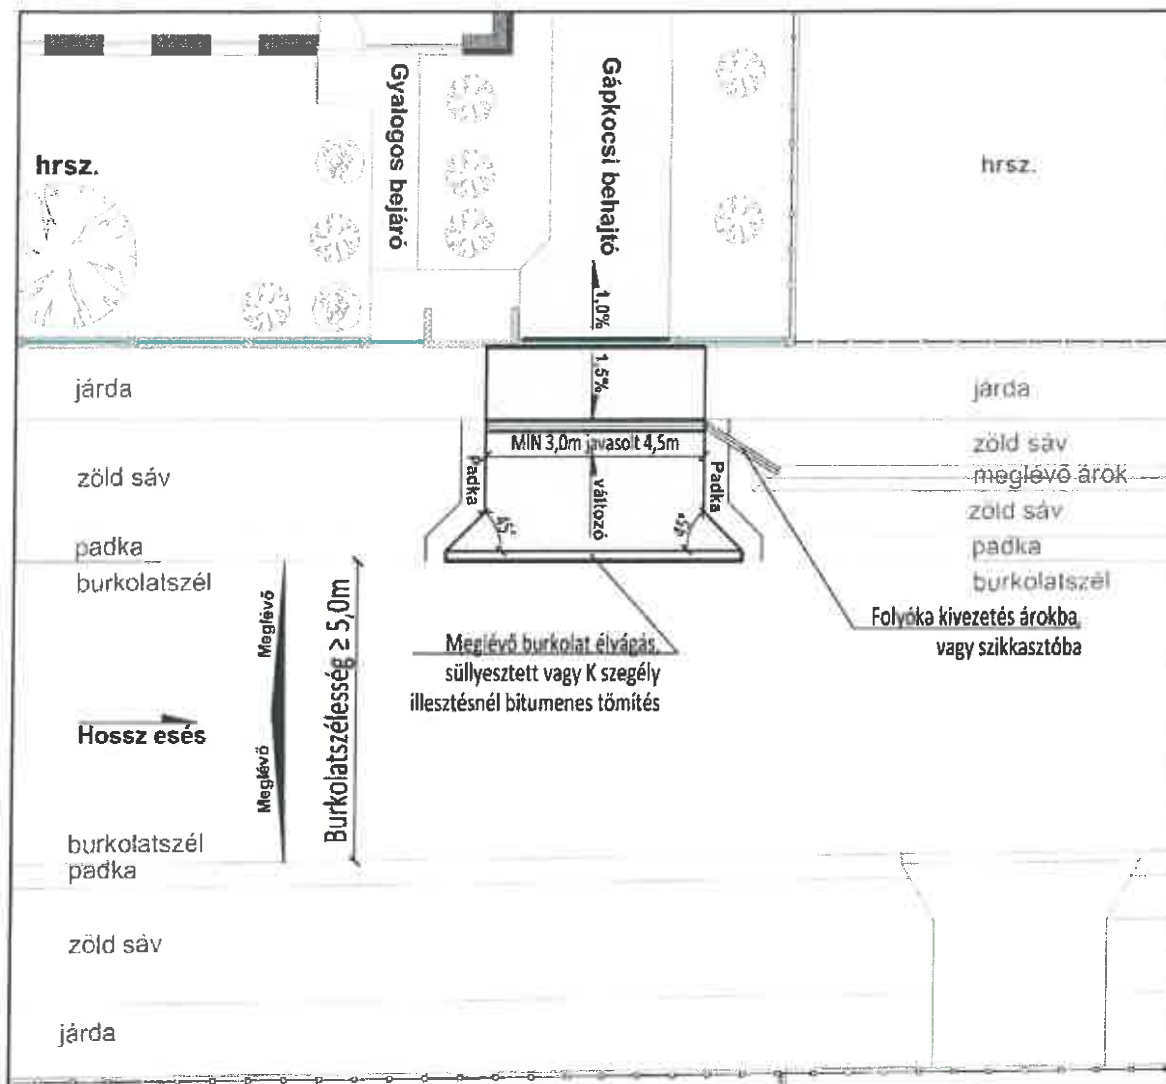 Gyalogos bejáró
Gápkocsi behajtó
hrsz.
hrsz.
1,0%
járda
1,5%
járda
MIN 3,0m javasolt 4,5m
zöld sáv
meglévő árok
zöld sáv
Padka
változó
Padka
zöld sáv
45°
45°
padka
padka
burkolatszél
burkolatszél
Meglévő
Burkolatszélesség ≥ 5,0m
Folyóka kivezetés árokba,
vagy szikkasztóba
Meglévő burkolat élvágás,
süllyesztett vagy K szegély
illesztésnél bitumenes tömítés
Hossz esés
Meglévő
burkolatszél
padka
zöld sáv
járda